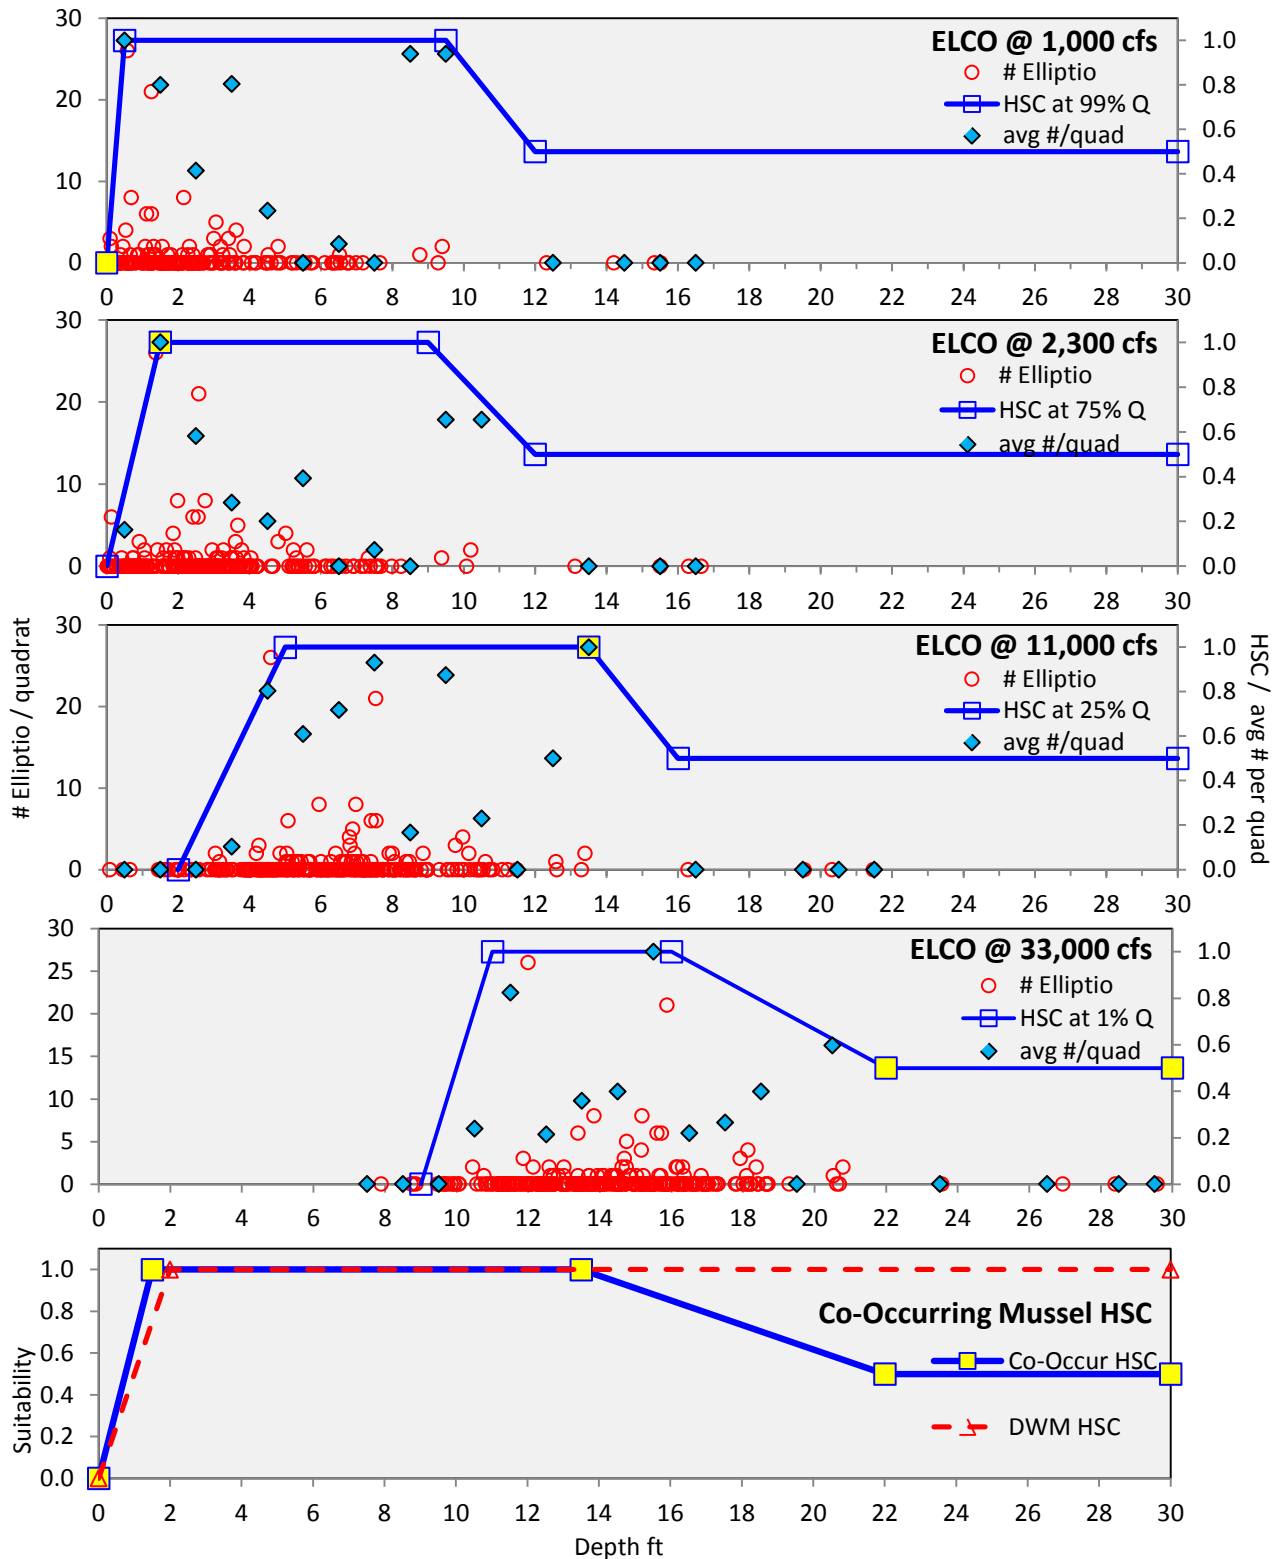 ELCO @ 1,000 cfs
# Elliptio
HSC at 99% Q
avg #/quad
30
20
10
0
1.0
0.8
0.6
0.4
0.2
0.0
0 2 4 6 8 10 12 14 16 18 20 22 24 26 28 30
ELCO @ 2,300 cfs
# Elliptio
HSC at 75% Q
avg #/quad
30
20
10
0
1.0
0.8
0.6
0.4
0.2
0.0
0 2 4 6 8 10 12 14 16 18 20 22 24 26 28 30
# Elliptio / quadrat
HSC / avg # per quad
ELCO @ 11,000 cfs
# Elliptio
HSC at 25% Q
avg #/quad
30
20
10
0
1.0
0.8
0.6
0.4
0.2
0.0
0 2 4 6 8 10 12 14 16 18 20 22 24 26 28 30
ELCO @ 33,000 cfs
# Elliptio
HSC at 1% Q
avg #/quad
30
25
20
15
10
5
0
1.0
0.8
0.6
0.4
0.2
0.0
0 2 4 6 8 10 12 14 16 18 20 22 24 26 28 30
Co-Occurring Mussel HSC
Co-Occur HSC
DWM HSC
Suitability
1.0
0.8
0.6
0.4
0.2
0.0
0 2 4 6 8 10 12 14 16 18 20 22 24 26 28 30
Depth ft